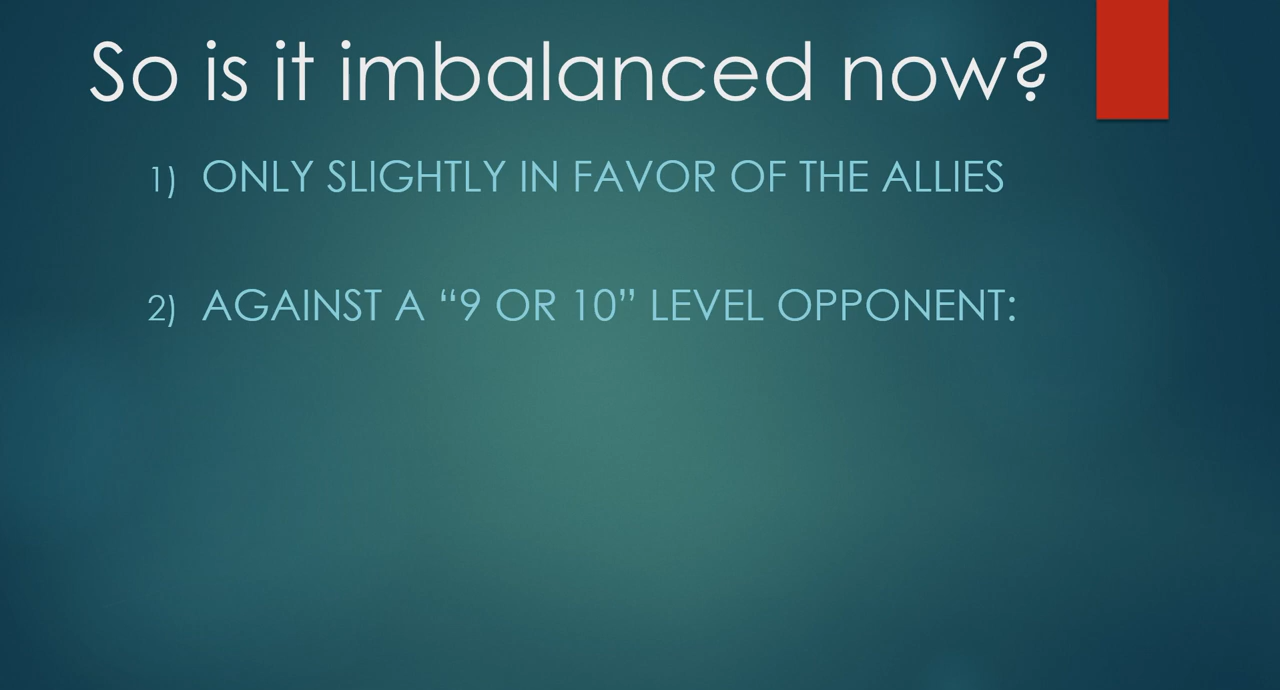 So is it imbalanced now?
1) ONLY SLIGHTLY IN FAVOR OF THE ALLIES
2) AGAINST A “9 OR 10” LEVEL OPPONENT: